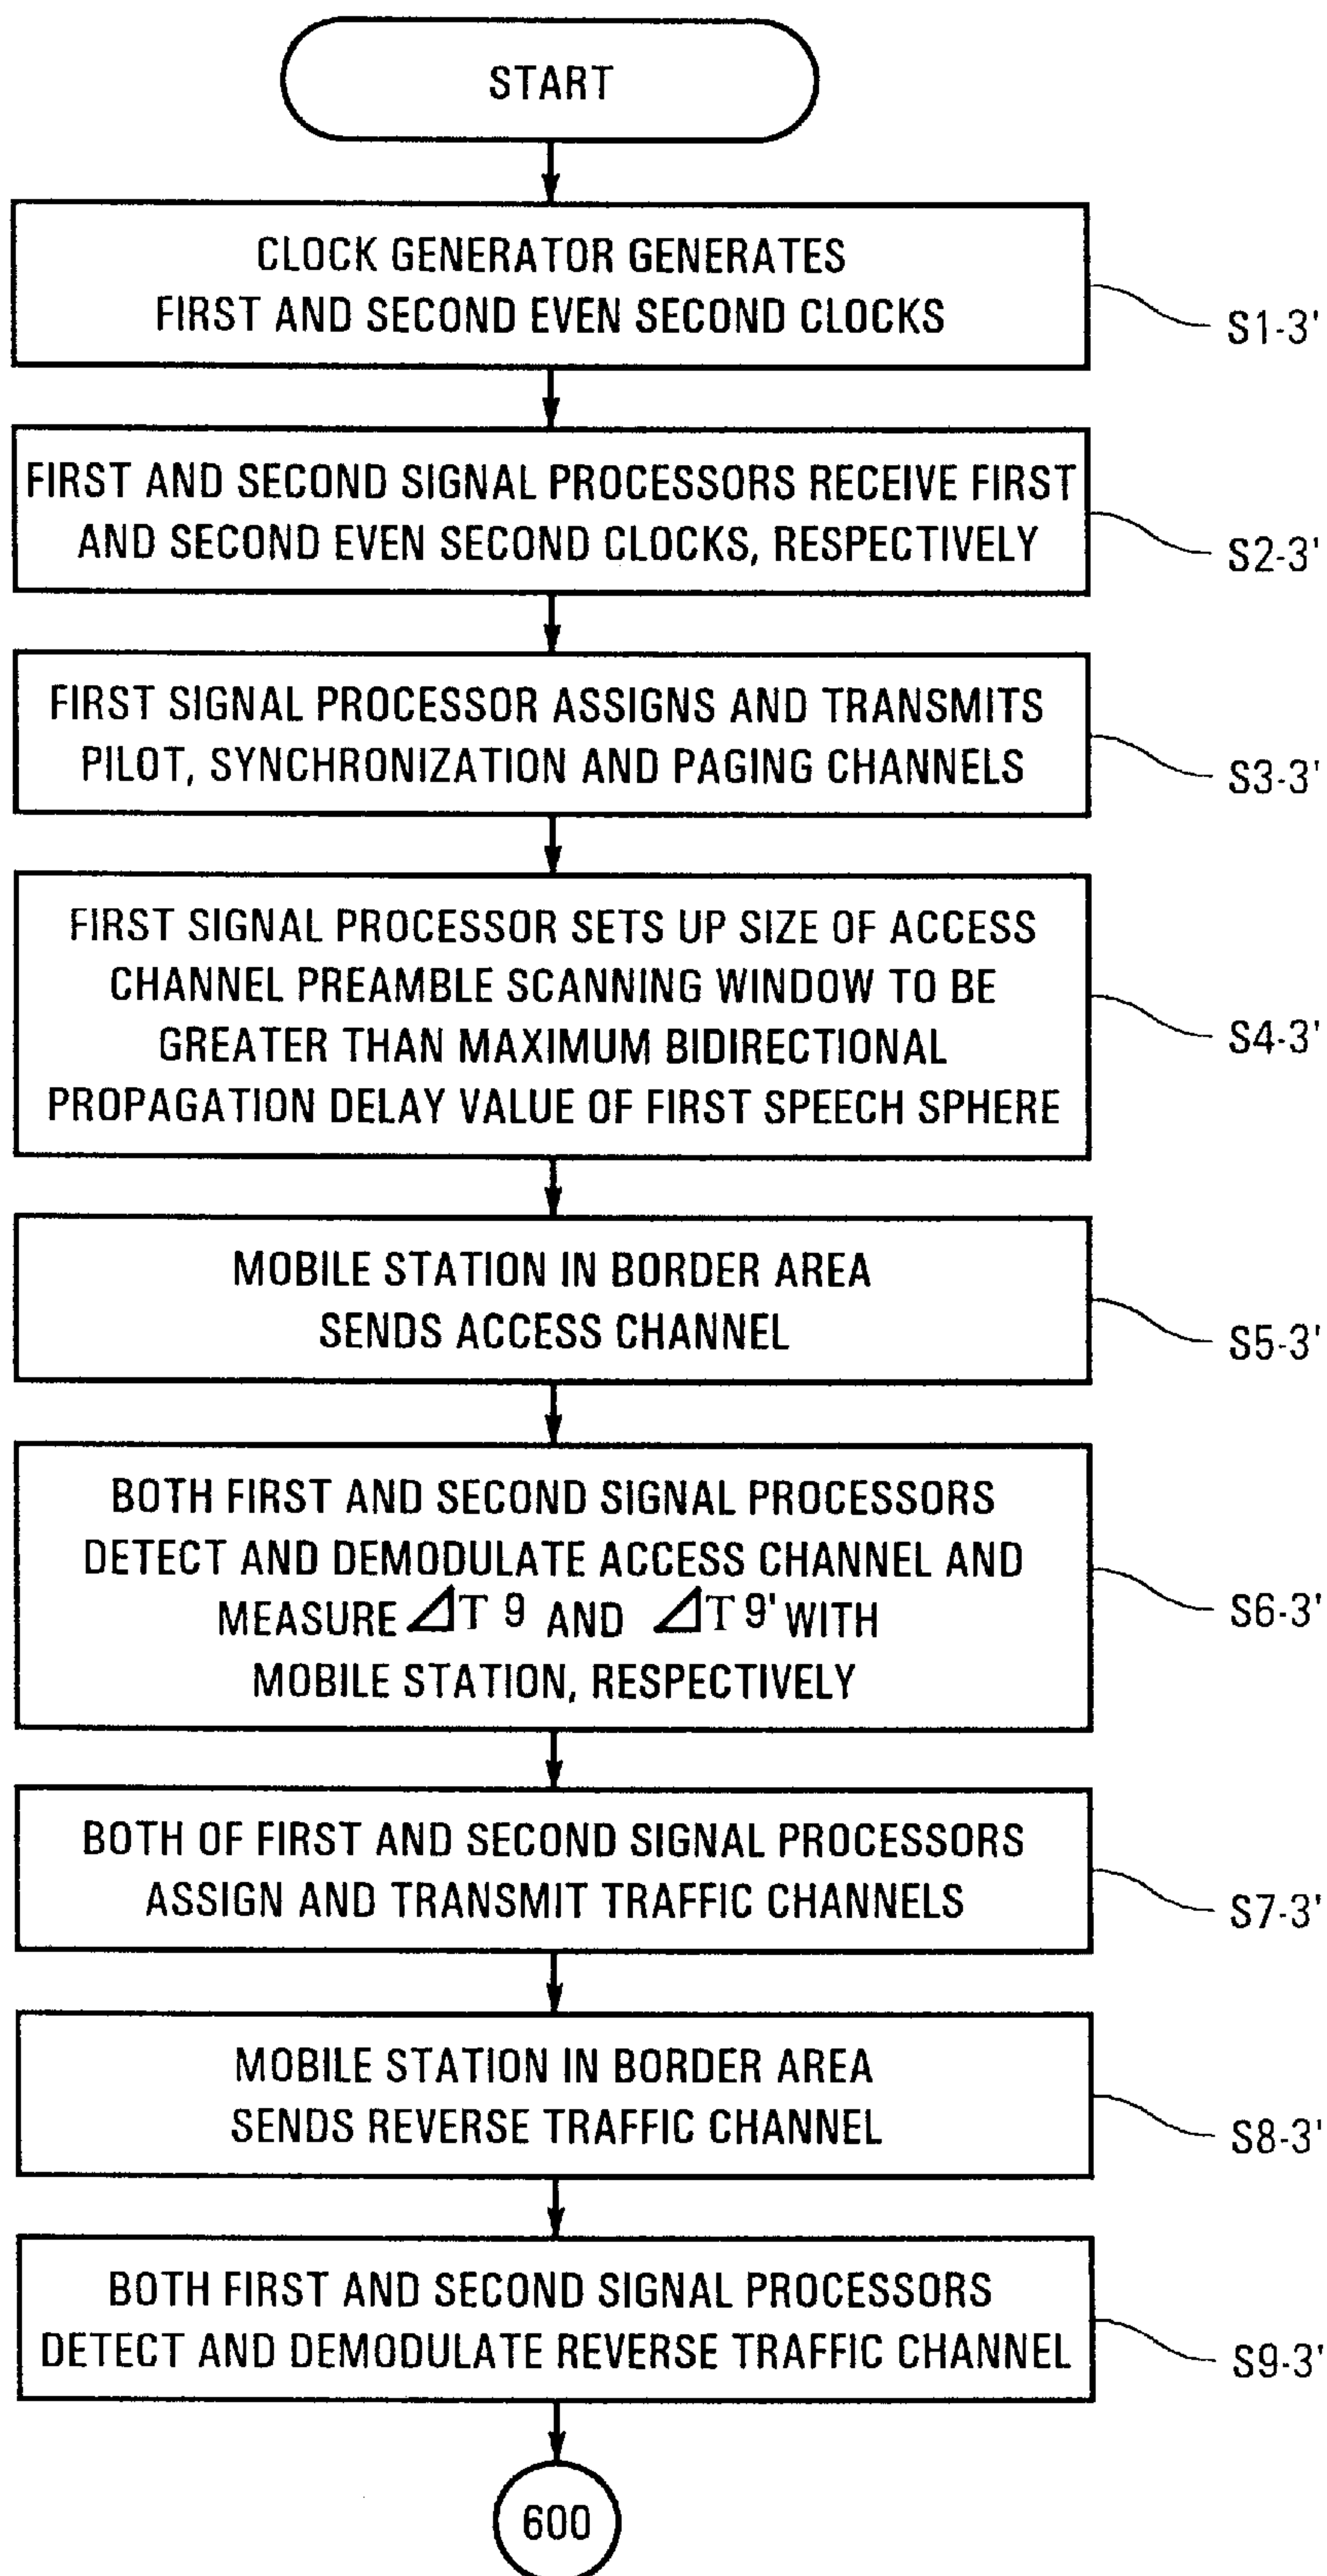 START
CLOCK GENERATOR GENERATES
FIRST AND SECOND EVEN SECOND CLOCKS
S1-3'
FIRST AND SECOND SIGNAL PROCESSORS RECEIVE FIRST
AND SECOND EVEN SECOND CLOCKS, RESPECTIVELY
S2-3'
FIRST SIGNAL PROCESSOR ASSIGNS AND TRANSMITS
PILOT, SYNCHRONIZATION AND PAGING CHANNELS
S3-3'
FIRST SIGNAL PROCESSOR SETS UP SIZE OF ACCESS
CHANNEL PREAMBLE SCANNING WINDOW TO BE
GREATER THAN MAXIMUM BIDIRECTIONAL
PROPAGATION DELAY VALUE OF FIRST SPEECH SPHERE
S4-3'
MOBILE STATION IN BORDER AREA
SENDS ACCESS CHANNEL
S5-3'
BOTH FIRST AND SECOND SIGNAL PROCESSORS
DETECT AND DEMODULATE ACCESS CHANNEL AND
MEASURE ⊿T 9 AND ⊿T 9' WITH
MOBILE STATION, RESPECTIVELY
S6-3'
BOTH OF FIRST AND SECOND SIGNAL PROCESSORS
ASSIGN AND TRANSMIT TRAFFIC CHANNELS
S7-3'
MOBILE STATION IN BORDER AREA
SENDS REVERSE TRAFFIC CHANNEL
S8-3'
BOTH FIRST AND SECOND SIGNAL PROCESSORS
DETECT AND DEMODULATE REVERSE TRAFFIC CHANNEL
S9-3'
600